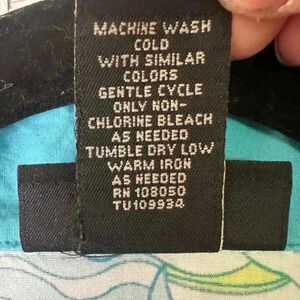 MACHINE WASH
COLD
WITH SIMILAR
COLORS
GENTLE CYCLE
ONLY NON-
CHLORINE BLEACH
AS NEEDED
TUMBLE DRY LOW
WARM IRON
AS NEEDED
RN 108050
TU109934